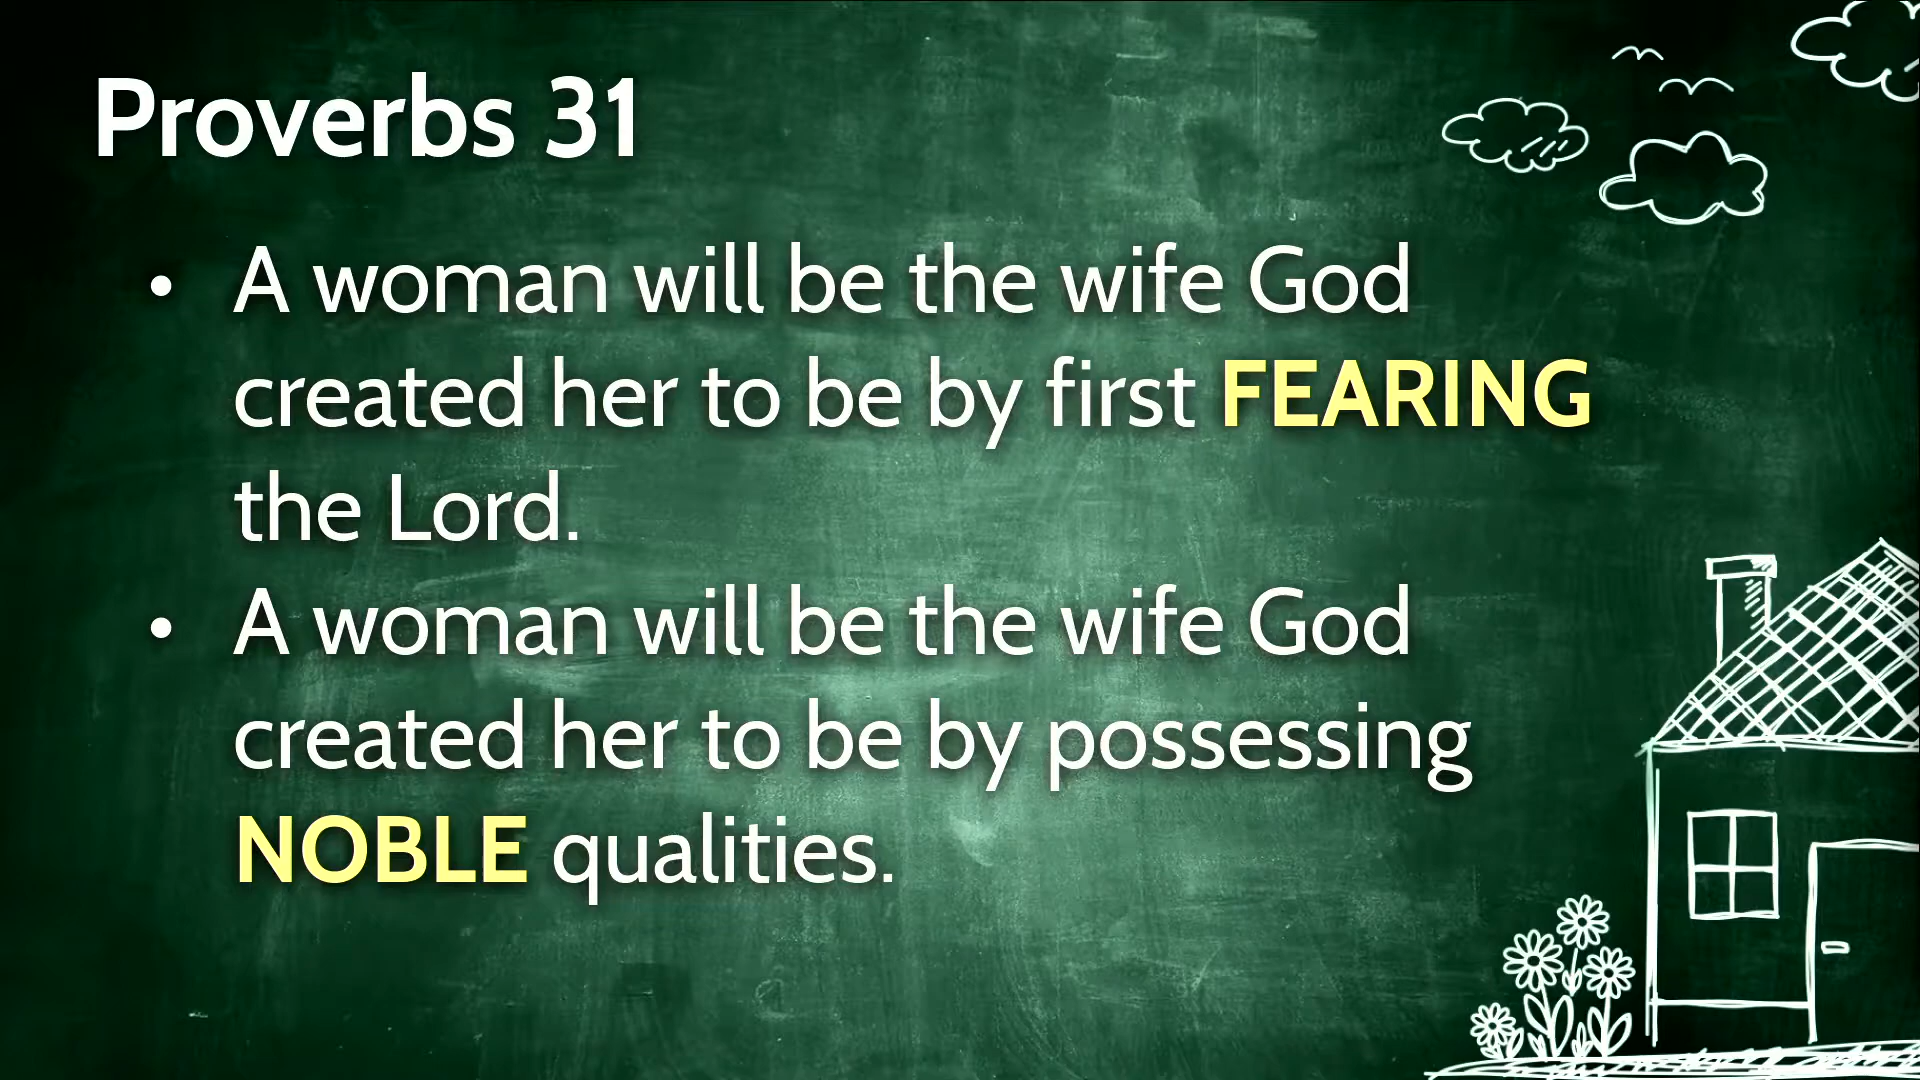 Proverbs 31
• A woman will be the wife God
created her to be by first FEARING
the Lord.
• A woman will be the wife God
created her to be by possessing
NOBLE qualities.